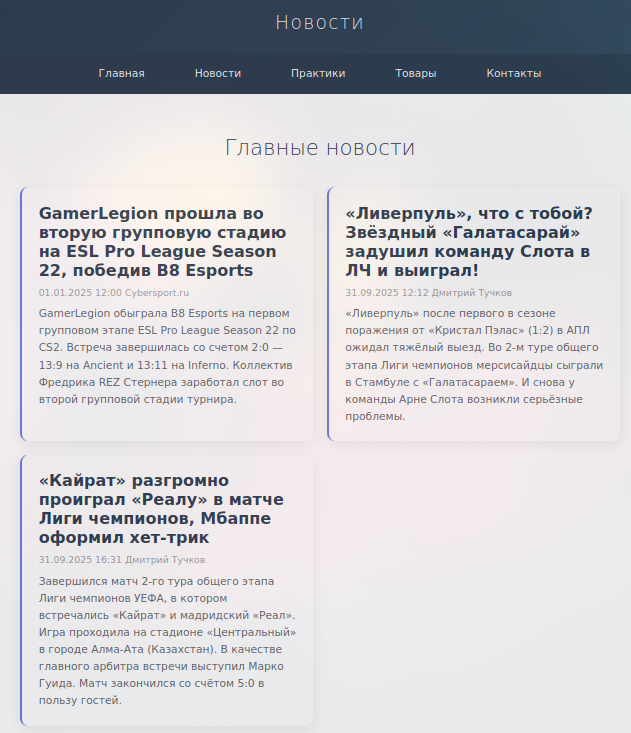 Новости
Главная Новости Практики Товары Контакты
Главные новости
GamerLegion прошла во
вторую групповую стадию
на ESL Pro League Season
22, победив B8 Esports
01.01.2025 12:00 Cybersport.ru
GamerLegion обыграла B8 Esports на первом
групповом этапе ESL Pro League Season 22 по
CS2. Встреча завершилась со счетом 2:0 —
13:9 на Ancient и 13:11 на Inferno. Коллектив
Фредрика REZ Стернера заработал слот во
второй групповой стадии турнира.
«Ливерпуль», что с тобой?
Звёздный «Галатасарай»
задушил команду Слота в
ЛЧ и выиграл!
31.09.2025 12:12 Дмитрий Тучков
«Ливерпуль» после первого в сезоне
поражения от «Кристал Пэлас» (1:2) в АПЛ
ожидал тяжёлый выезд. Во 2-м туре общего
этапа Лиги чемпионов мерсисайдцы сыграли
в Стамбуле с «Галатасараем». И снова у
команды Арне Слота возникли серьёзные
проблемы.
«Кайрат» разгромно
проиграл «Реалу» в матче
Лиги чемпионов, Мбаппе
оформил хет-трик
31.09.2025 16:31 Дмитрий Тучков
Завершился матч 2-го тура общего этапа
Лиги чемпионов УЕФА, в котором
встречались «Кайрат» и мадридский «Реал».
Игра проходила на стадионе «Центральный»
в городе Алма-Ата (Казахстан). В качестве
главного арбитра встречи выступил Марко
Гуида. Матч закончился со счётом 5:0 в
пользу гостей.